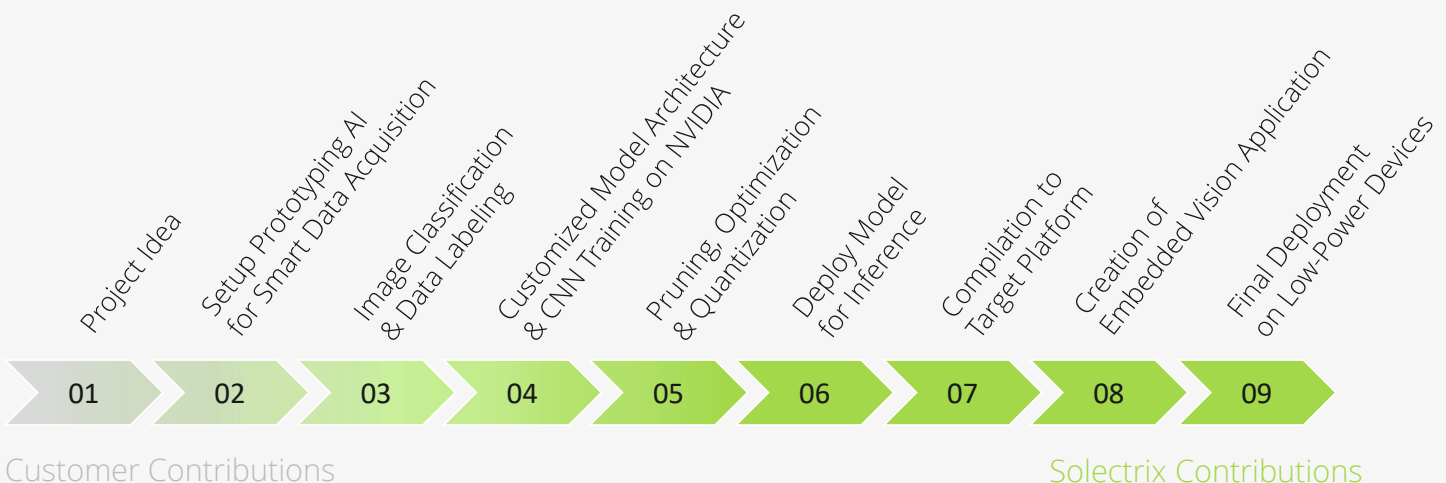 Project Idea
Setup Prototyping AI
for Smart Data Acquisition
Image Classification
& Data Labeling
Customized Model Architecture
& CNN Training on NVIDIA
Pruning, Optimization
& Quantization
Deploy Model
for Inference
Compilation to
Target Platform
Creation of
Embedded Vision Application
Final Deployment
on Low-Power Devices
01 02 03 04 05 06 07 08 09
Customer Contributions
Solectrix Contributions